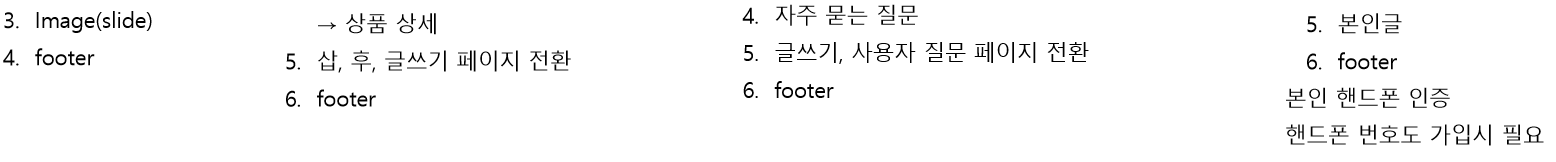 3. Image(slide)
4. footer
→ 상품 상세
5. 삽, 후, 글쓰기 페이지 전환
6. footer
4. 자주 묻는 질문
5. 글쓰기, 사용자 질문 페이지 전환
6. footer
5. 본인글
6. footer
본인 핸드폰 인증
핸드폰 번호도 가입시 필요